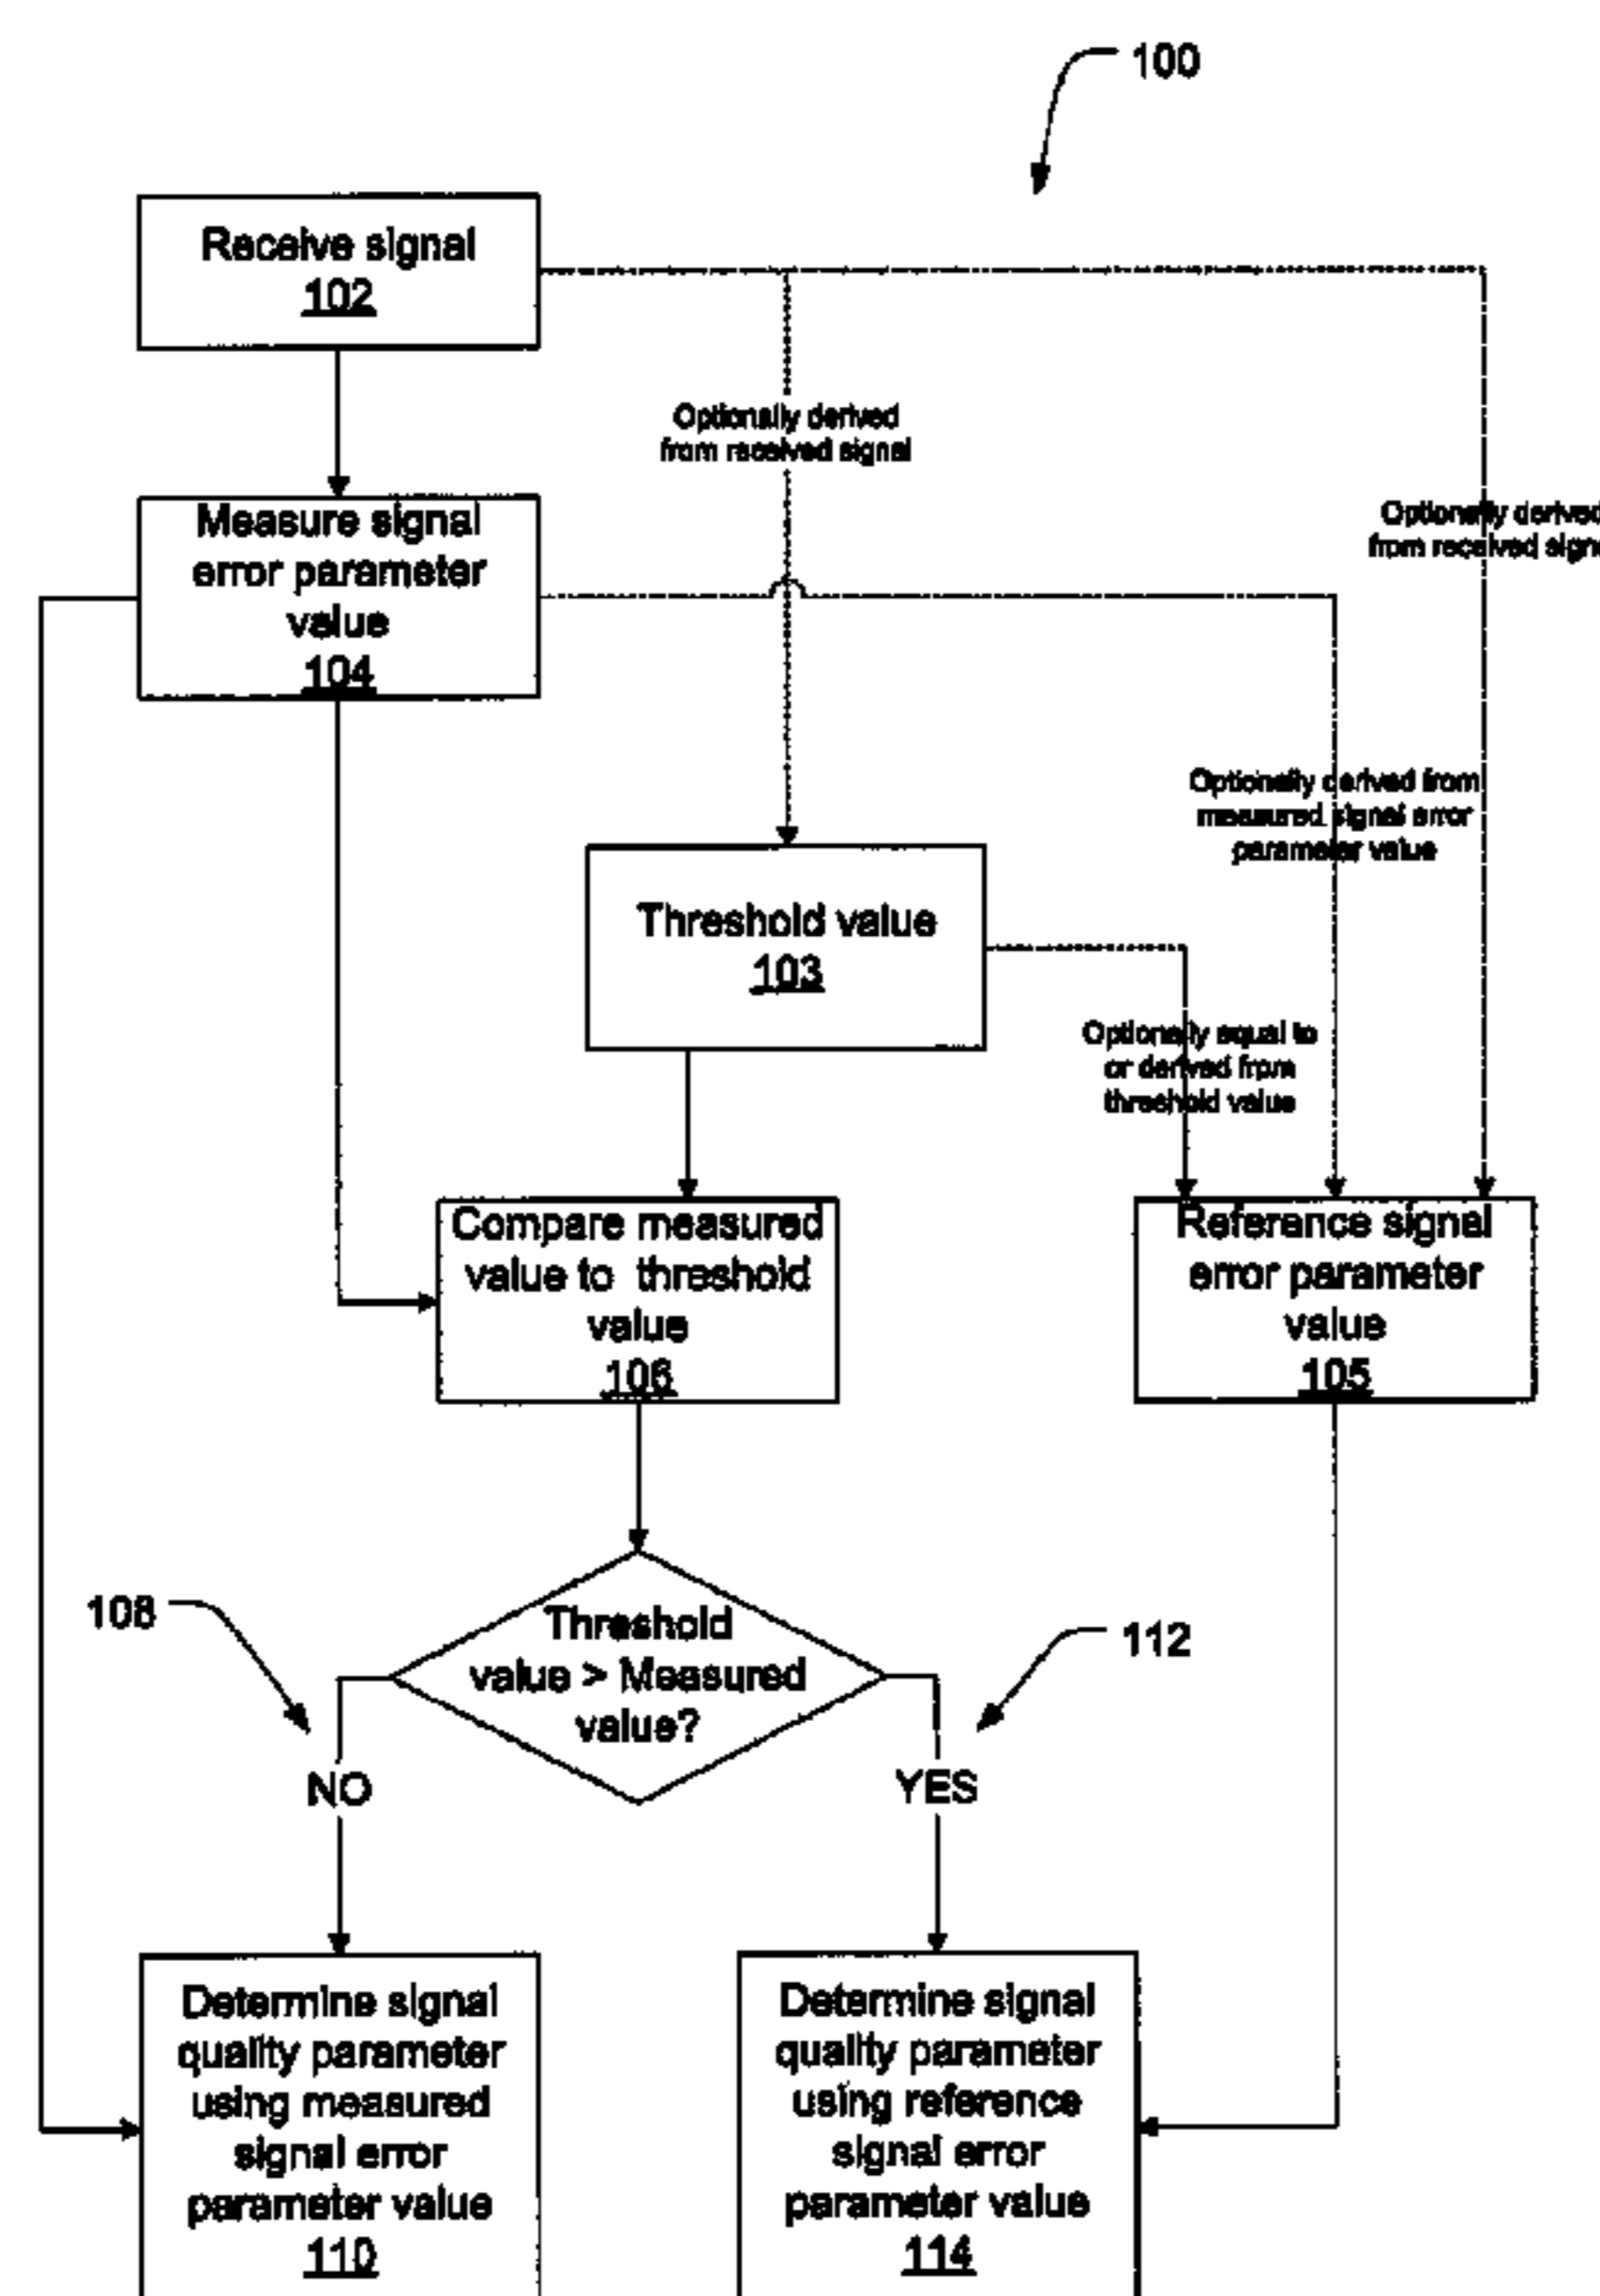 100
Receive signal
102
Optionally derived
from received signal
Optionally derived
from received
Measure signal
error parameter
value
104
Optionally derived from
measured signal error
parameter value
Threshold value
103
Optionally equal to
or derived from
threshold value
Compare measured
value to threshold
value
106
Reference signal
error parameter
value
105
108
Threshold
value > Measured
value?
112
NO
YES
Determine signal
quality parameter
using measured
signal error
parameter value
110
Determine signal
quality parameter
using reference
signal error
parameter value
114